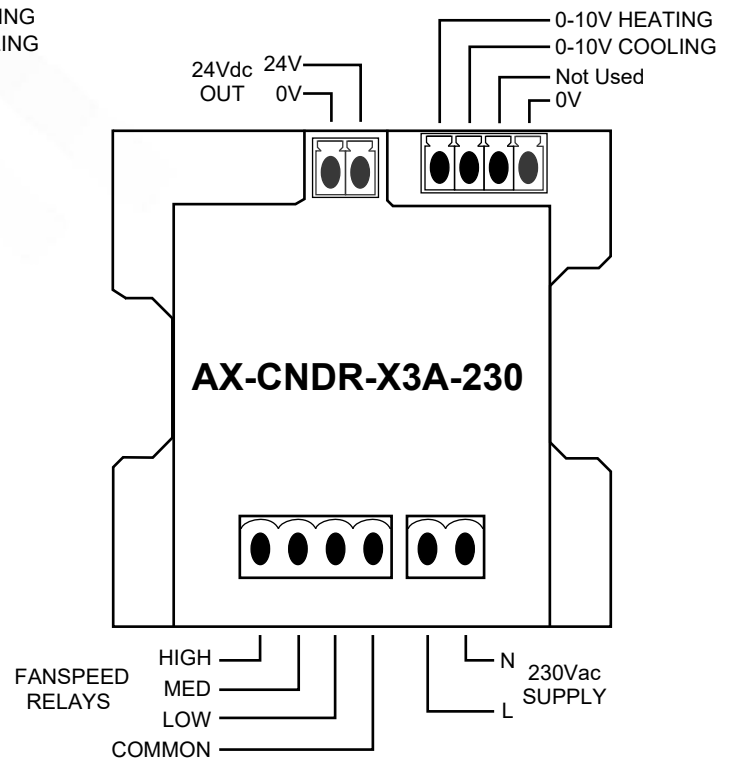 ING
LING
24Vdc
OUT
24V
0V
0-10V HEATING
0-10V COOLING
Not Used
0V
AX-CNDR-X3A-230
FANSPEED
RELAYS
HIGH
MED
LOW
COMMON
N
L
230Vac
SUPPLY